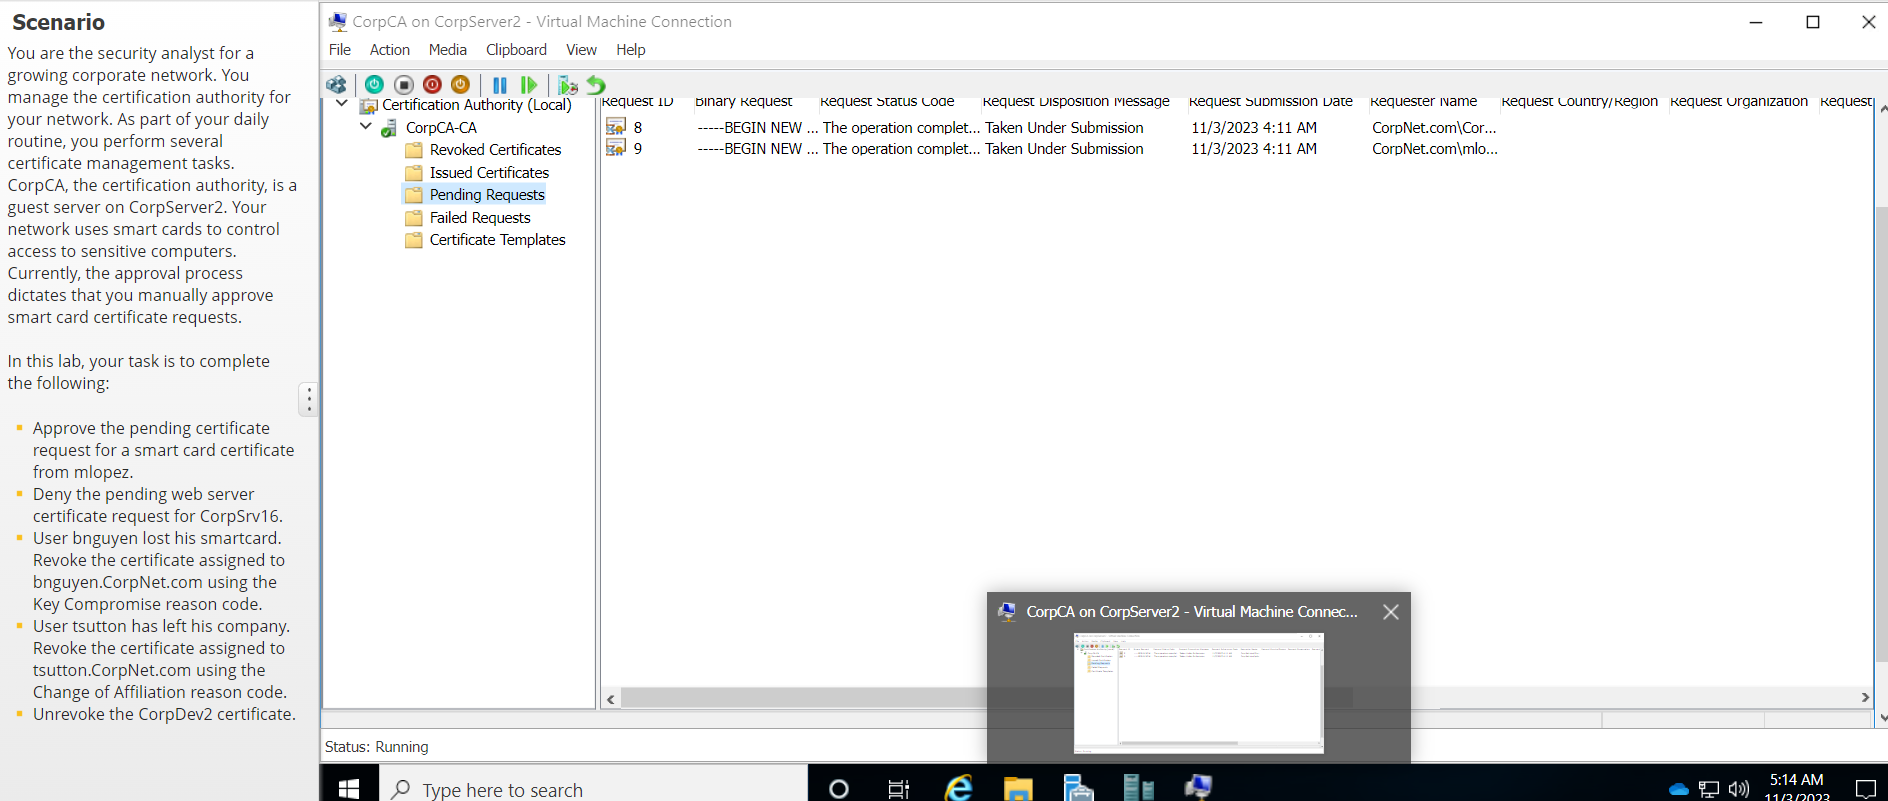 Scenario
You are the security analyst for a
growing corporate network. You
manage the certification authority for
your network. As part of your daily
routine, you perform several
certificate management tasks.
CorpCA, the certification authority, is a
guest server on CorpServer2. Your
network uses smart cards to control
access to sensitive computers.
Currently, the approval process
dictates that you manually approve
smart card certificate requests.
In this lab, your task is to complete
the following:
Approve the pending certificate
request for a smart card certificate
from mlopez.
Deny the pending web server
certificate request for CorpSrv16.
User bnguyen lost his smartcard.
Revoke the certificate assigned to
bnguyen.CorpNet.com using the
Key Compromise reason code.
User tsutton has left his company.
Revoke the certificate assigned to
tsutton.CorpNet.com using the
Change of Affiliation reason code.
Unrevoke the CorpDev2 certificate.
CorpCA on CorpServer2 - Virtual Machine Connection
File Action Media Clipboard View Help
Certification Authority (Local)
CorpCA-CA
Revoked Certificates
Issued Certificates
Pending Requests
Failed Requests
Certificate Templates
Request ID Binary Request Request Status Code Request Disposition Message Request Submission Date Requester Name Request Country/Region Request Organization Request
8 -----BEGIN NEW ... The operation complet... Taken Under Submission 11/3/2023 4:11 AM CorpNet.com\Cor...
9 -----BEGIN NEW ... The operation complet... Taken Under Submission 11/3/2023 4:11 AM CorpNet.com\mlo...
CorpCA on CorpServer2 - Virtual Machine Connec...
Status: Running
Type here to search
5:14 AM
11/3/2023